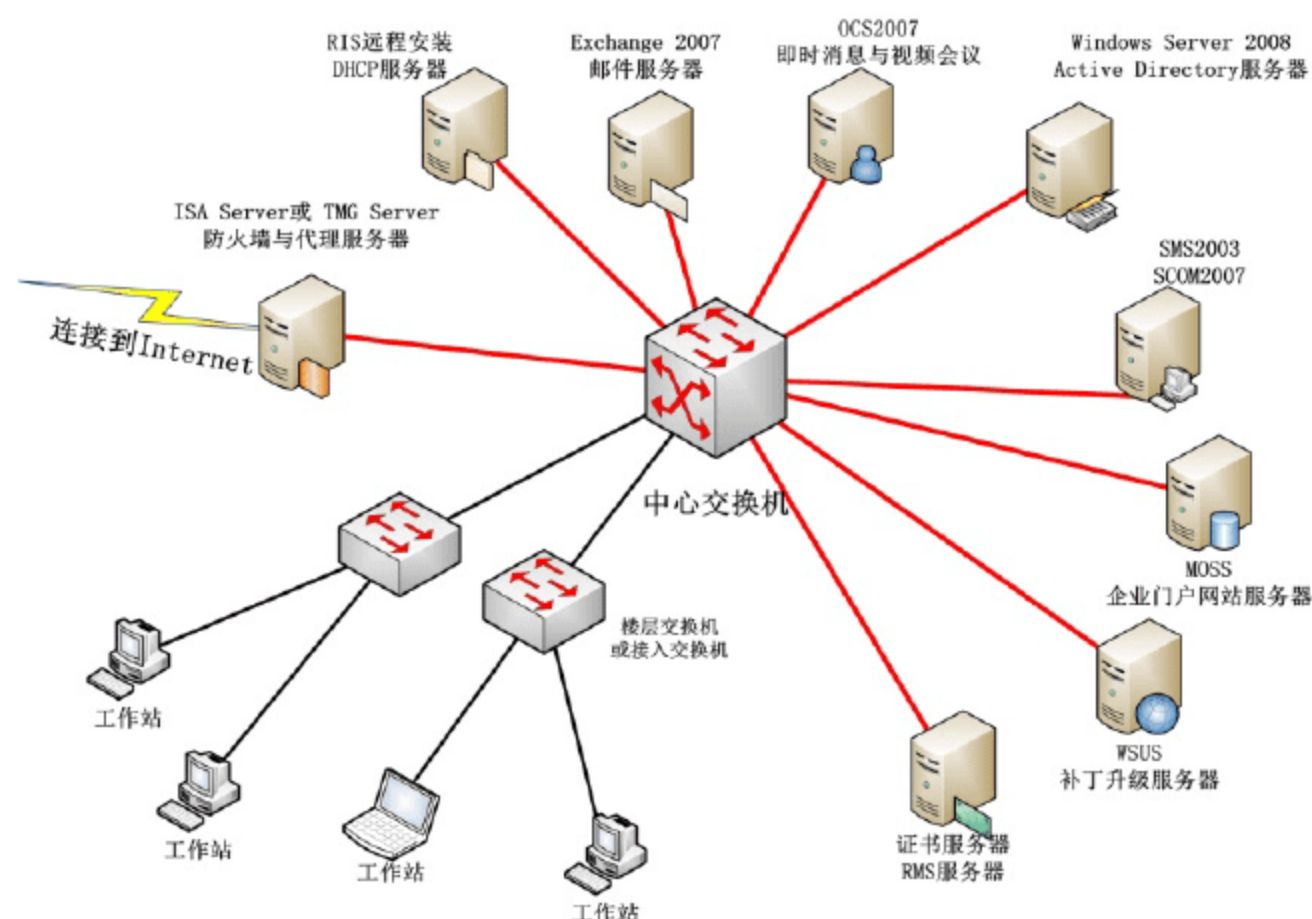 RIS远程安装
DHCP服务器
Exchange 2007
邮件服务器
OCS2007
即时消息与视频会议
Windows Server 2008
Active Directory服务器
ISA Server或 TMG Server
防火墙与代理服务器
SMS2003
SCOM2007
连接到Internet
中心交换机
MOSS
企业门户网站服务器
楼层交换机
或接入交换机
工作站
WSUS
补丁升级服务器
工作站
工作站
证书服务器
RMS服务器
工作站